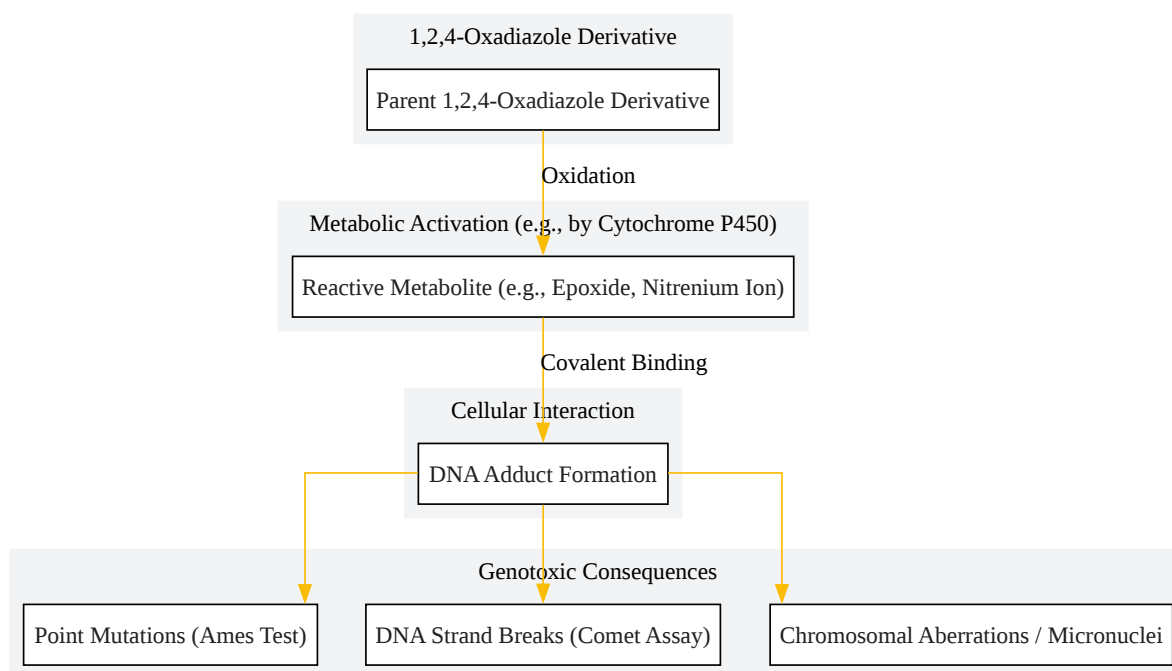 1,2,4-Oxadiazole Derivative
Parent 1,2,4-Oxadiazole Derivative
Oxidation
Metabolic Activation (e.g., by Cytochrome P450)
Reactive Metabolite (e.g., Epoxide, Nitrenium Ion)
Covalent Binding
Cellular Interaction
DNA Adduct Formation
Genotoxic Consequences
Point Mutations (Ames Test)
DNA Strand Breaks (Comet Assay)
Chromosomal Aberrations / Micronuclei